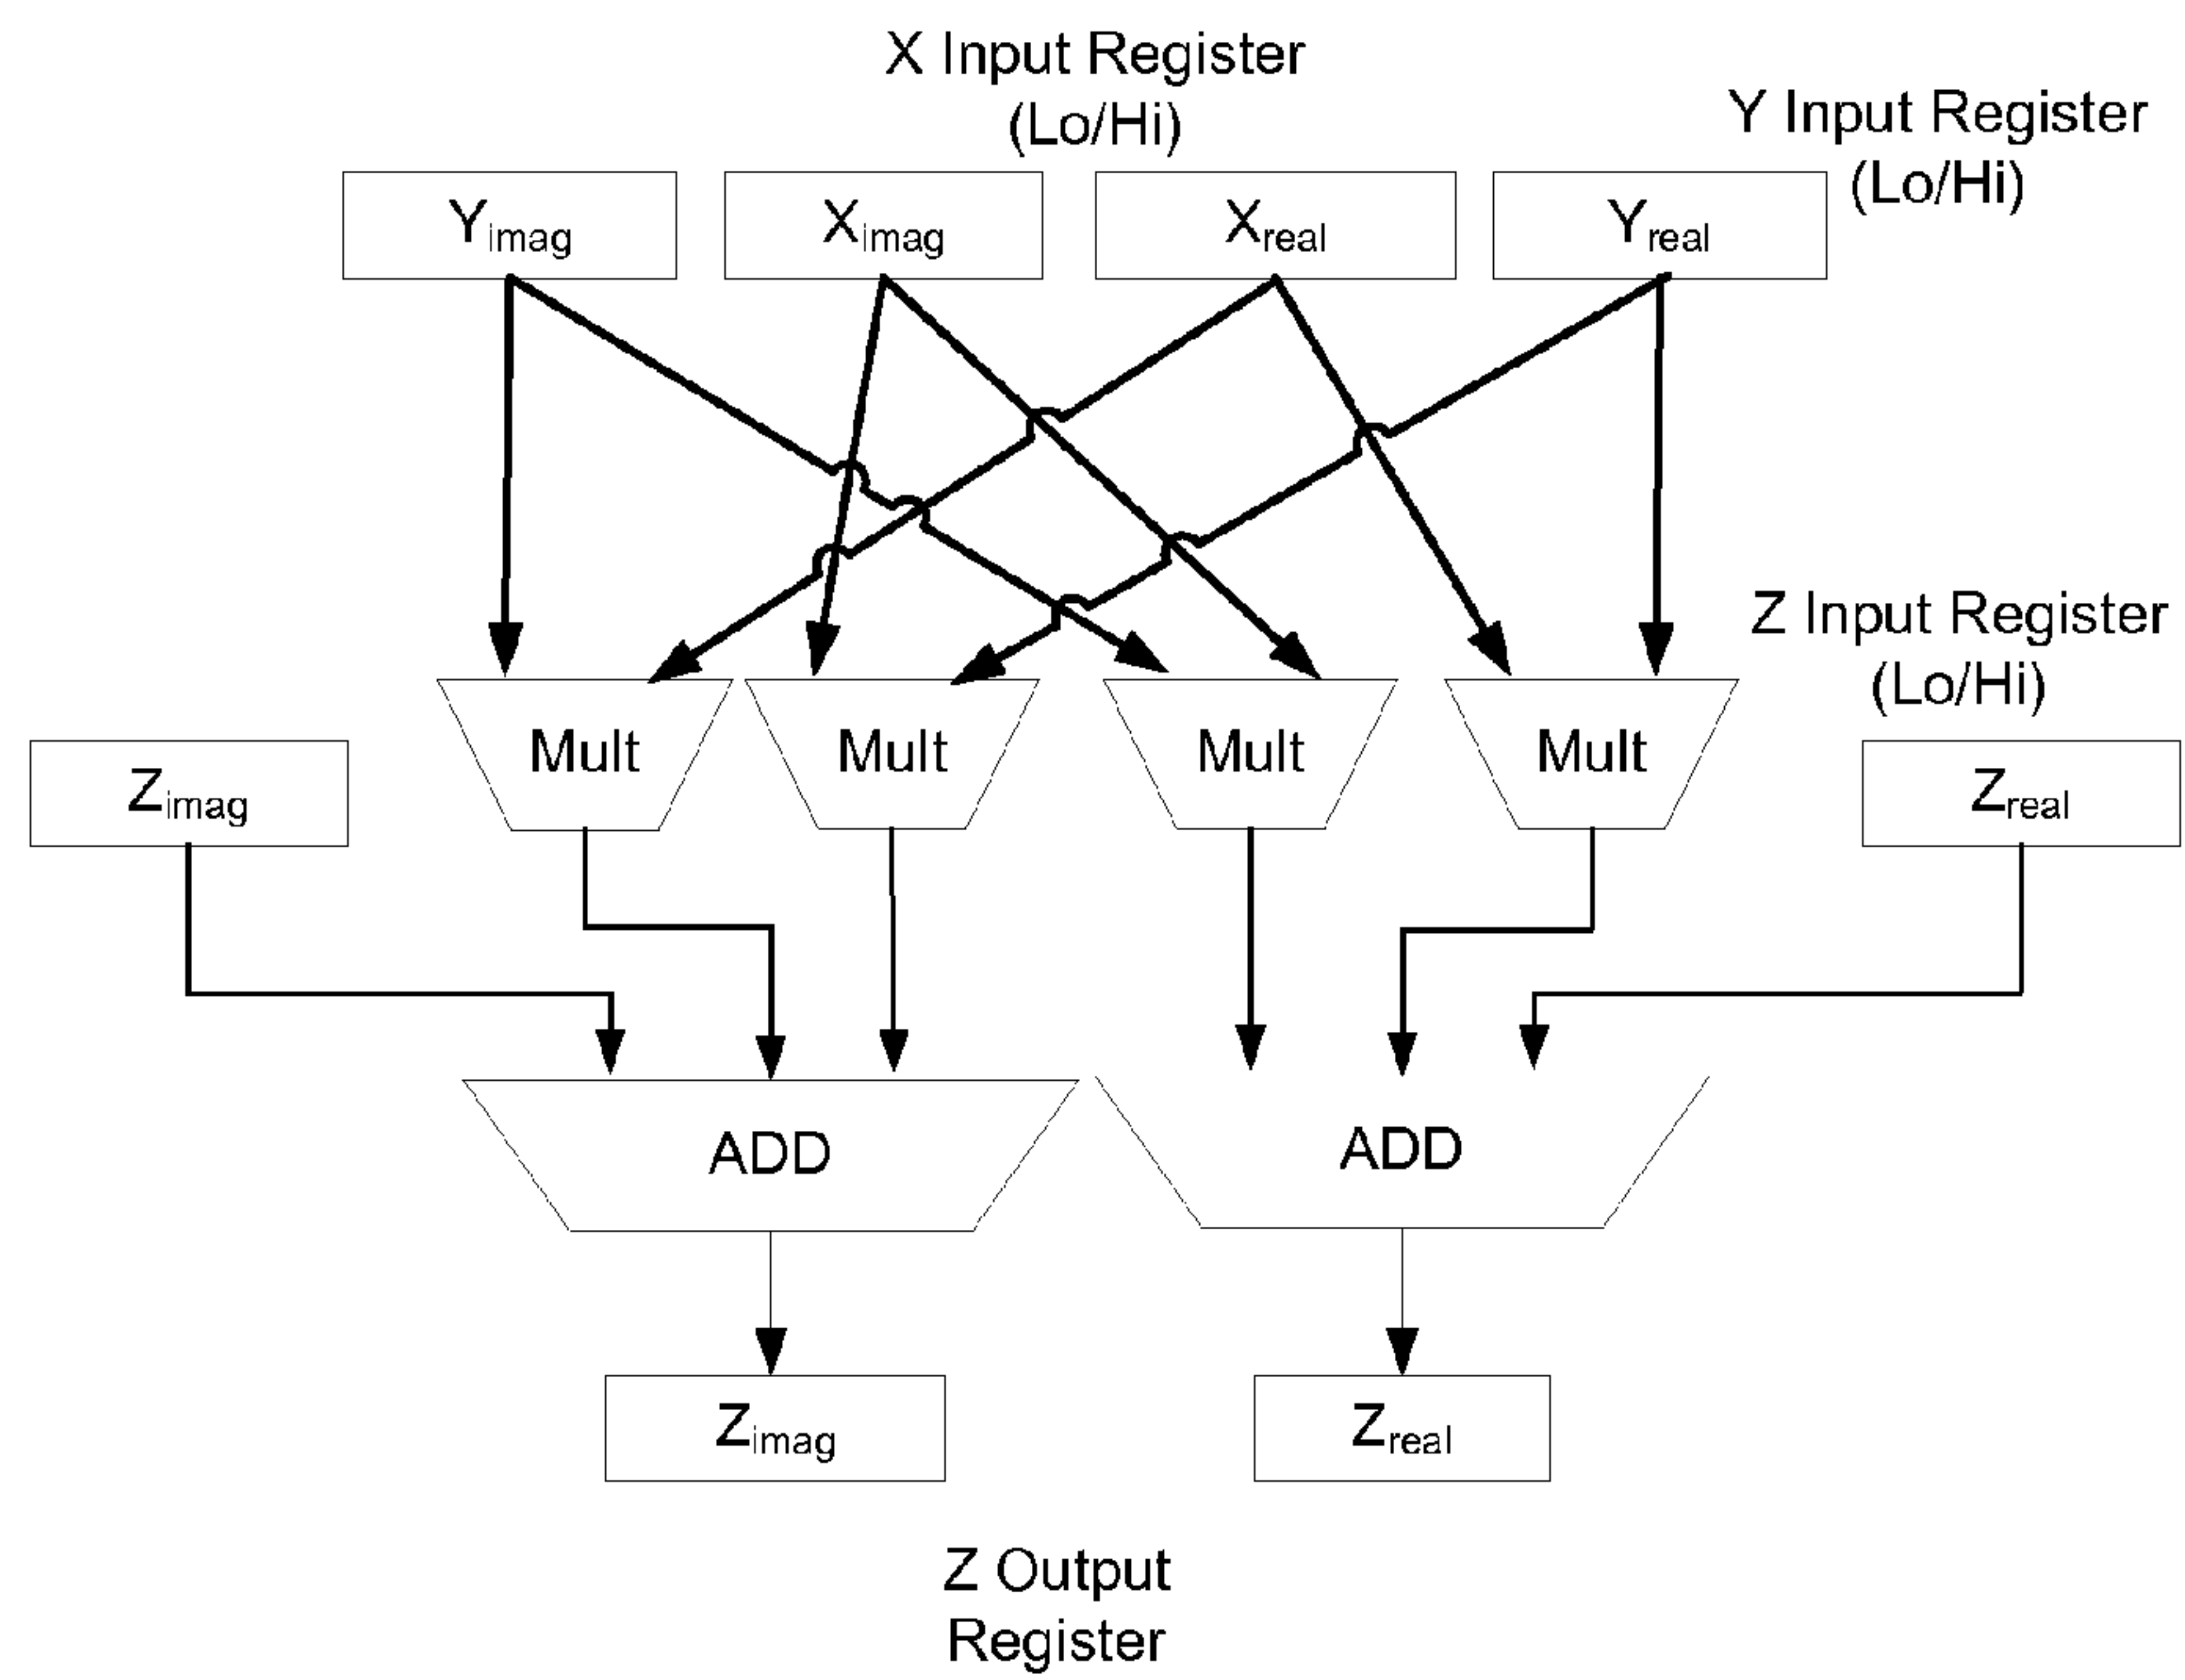 X Input Register
(Lo/Hi)
Y Input Register
(Lo/Hi)
Yimag
Ximag
Xreal
Yreal
Z Input Register
(Lo/Hi)
Mult
Mult
Mult
Mult
Zimag
Zreal
ADD
ADD
Zimag
Zreal
Z Output
Register